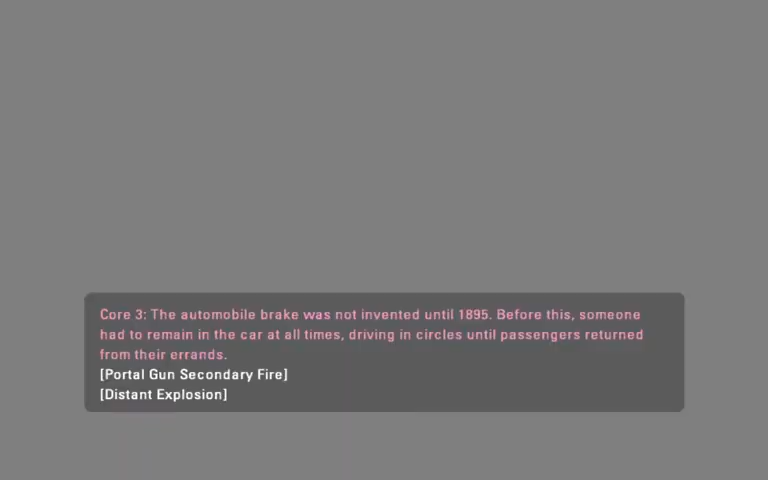 Core 3: The automobile brake was not invented until 1895. Before this, someone
had to remain in the car at all times, driving in circles until passengers returned
from their errands.
[Portal Gun Secondary Fire]
[Distant Explosion]